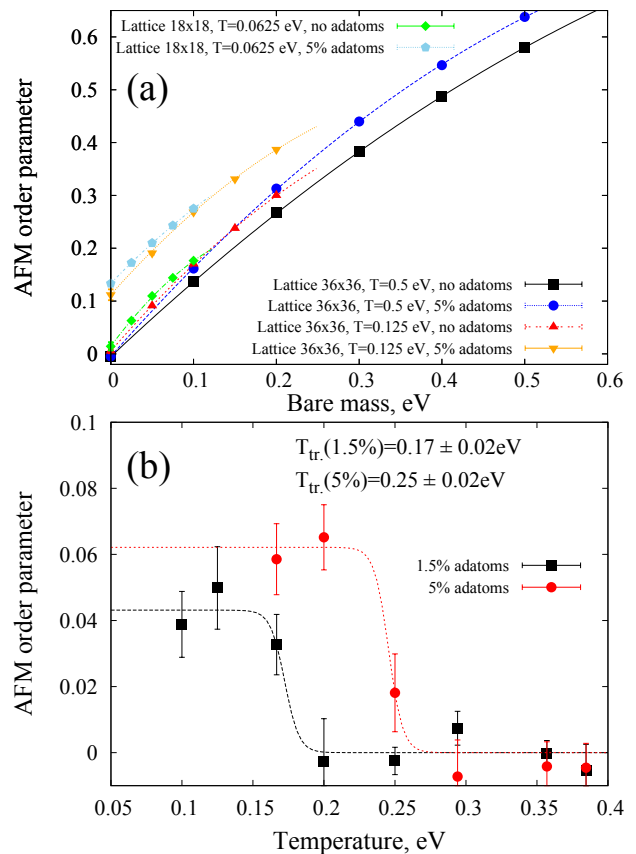 Lattice 18x18, T=0.0625 eV, no adatoms
Lattice 18x18, T=0.0625 eV, 5% adatoms
(a)
AFM order parameter
0.6
0.5
0.4
0.3
0.2
0.1
0
Lattice 36x36, T=0.5 eV, no adatoms
Lattice 36x36, T=0.5 eV, 5% adatoms
Lattice 36x36, T=0.125 eV, no adatoms
Lattice 36x36, T=0.125 eV, 5% adatoms
0 0.1 0.2 0.3 0.4 0.5 0.6
Bare mass, eV
(b)
T_tr.(1.5%)=0.17 ± 0.02eV
T_tr.(5%)=0.25 ± 0.02eV
1.5% adatoms
5% adatoms
AFM order parameter
0.1
0.08
0.06
0.04
0.02
0
0.05 0.1 0.15 0.2 0.25 0.3 0.35 0.4
Temperature, eV